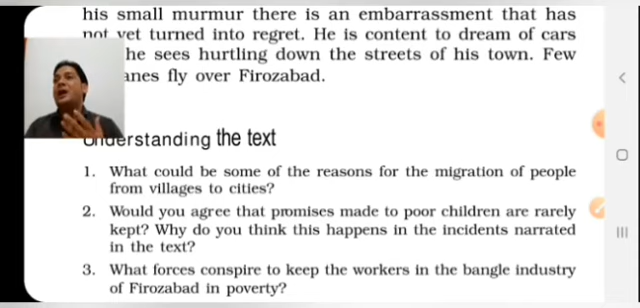 his small murmur there is an embarrassment that has
not yet turned into regret. He is content to dream of cars
he sees hurtling down the streets of his town. Few
anes fly over Firozabad.
Understanding the text
1. What could be some of the reasons for the migration of people
from villages to cities?
2. Would you agree that promises made to poor children are rarely
kept? Why do you think this happens in the incidents narrated
in the text?
3. What forces conspire to keep the workers in the bangle industry
of Firozabad in poverty?